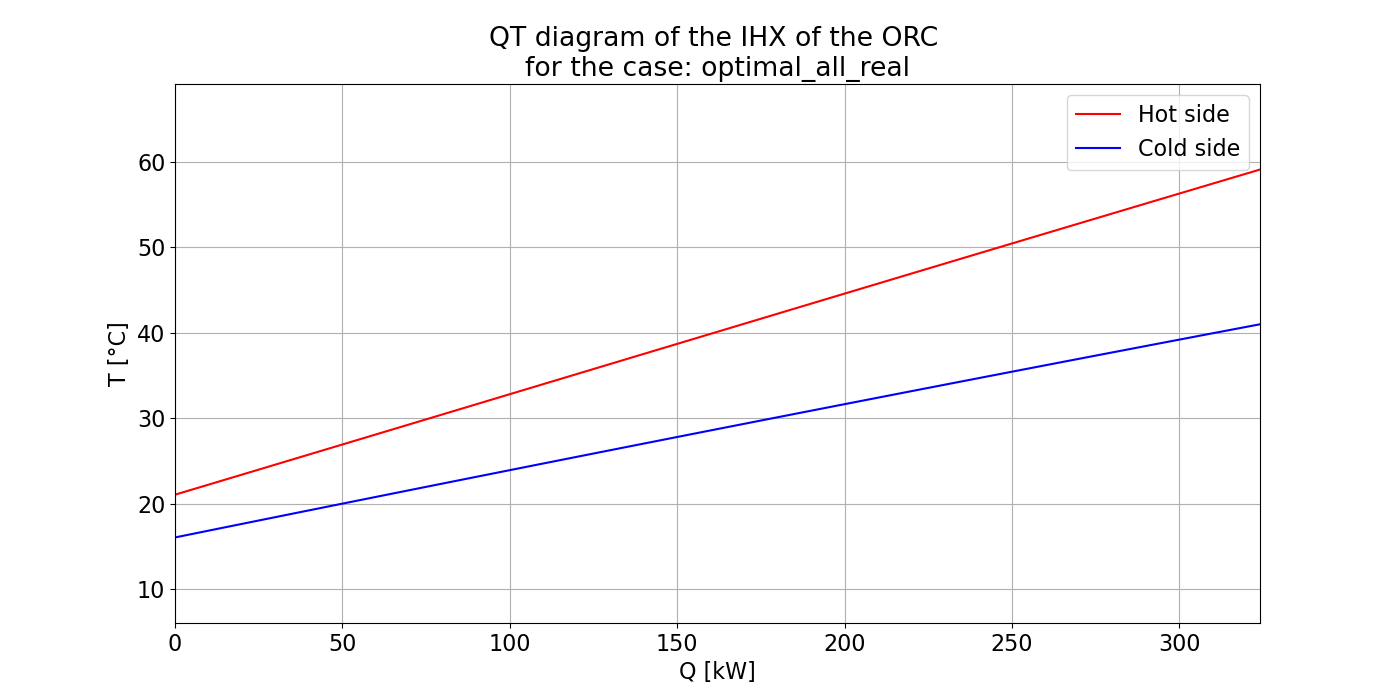 QT diagram of the IHX of the ORC
for the case: optimal_all_real
Hot side
Cold side
T [°C]
60
50
40
30
20
10
0 50 100 150 200 250 300
Q [kW]